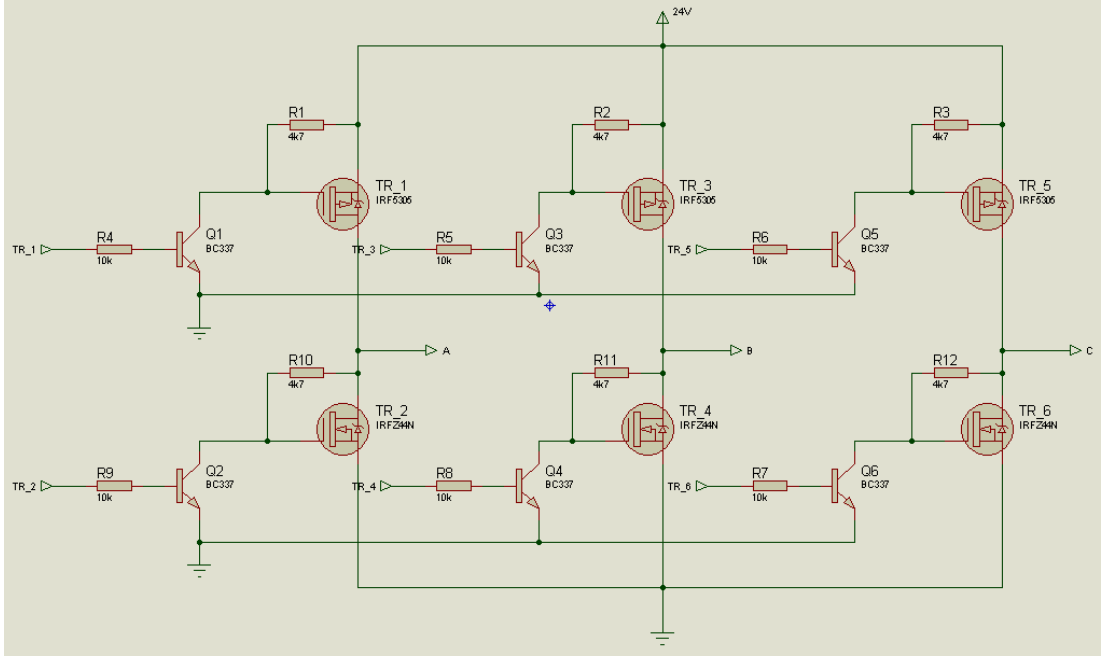 24V
R1
4k7
R2
4k7
R3
4k7
TR_1
IRF5305
TR_3
IRF5305
TR_5
IRF5305
TR_1
R4
10k
Q1
BC337
TR_3
R5
10k
Q3
BC337
TR_5
R6
10k
Q5
BC337
A
B
C
R10
4k7
R11
4k7
R12
4k7
TR_2
IRFZ44N
TR_4
IRFZ44N
TR_6
IRFZ44N
TR_2
R9
10k
Q2
BC337
TR_4
R8
10k
Q4
BC337
TR_6
R7
10k
Q6
BC337